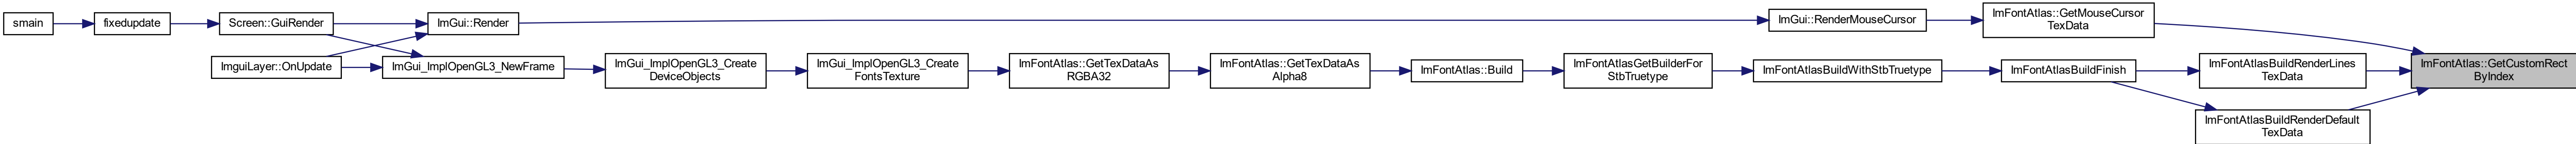 smain
fixedupdate
Screen::GuiRender
ImGui::Render
ImGui::RenderMouseCursor
ImFontAtlas::GetMouseCursor
TexData
ImguiLayer::OnUpdate
ImGui_ImplOpenGL3_NewFrame
ImGui_ImplOpenGL3_Create
DeviceObjects
ImGui_ImplOpenGL3_Create
FontsTexture
ImFontAtlas::GetTexDataAs
RGBA32
ImFontAtlas::GetTexDataAs
Alpha8
ImFontAtlas::Build
ImFontAtlasGetBuilderFor
StbTruetype
ImFontAtlasBuildWithStbTruetype
ImFontAtlasBuildFinish
ImFontAtlasBuildRenderLines
TexData
ImFontAtlas::GetCustomRect
ByIndex
ImFontAtlasBuildRenderDefault
TexData